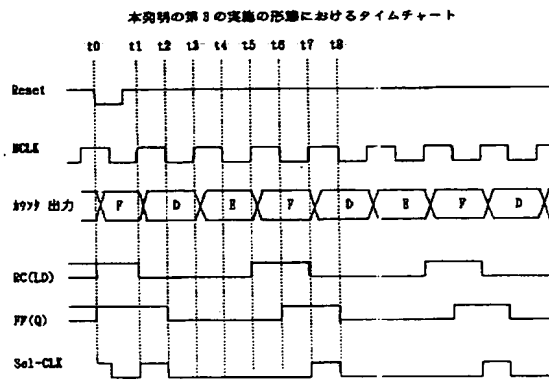 本発明の第3の実施の形態におけるタイムチャート
t0 t1 t2 t3 t4 t5 t6 t7 t8
Reset
MCLK
カウンタ 出力 F D E F D E F D
RC(LD)
FF(Q)
Sel-CLK